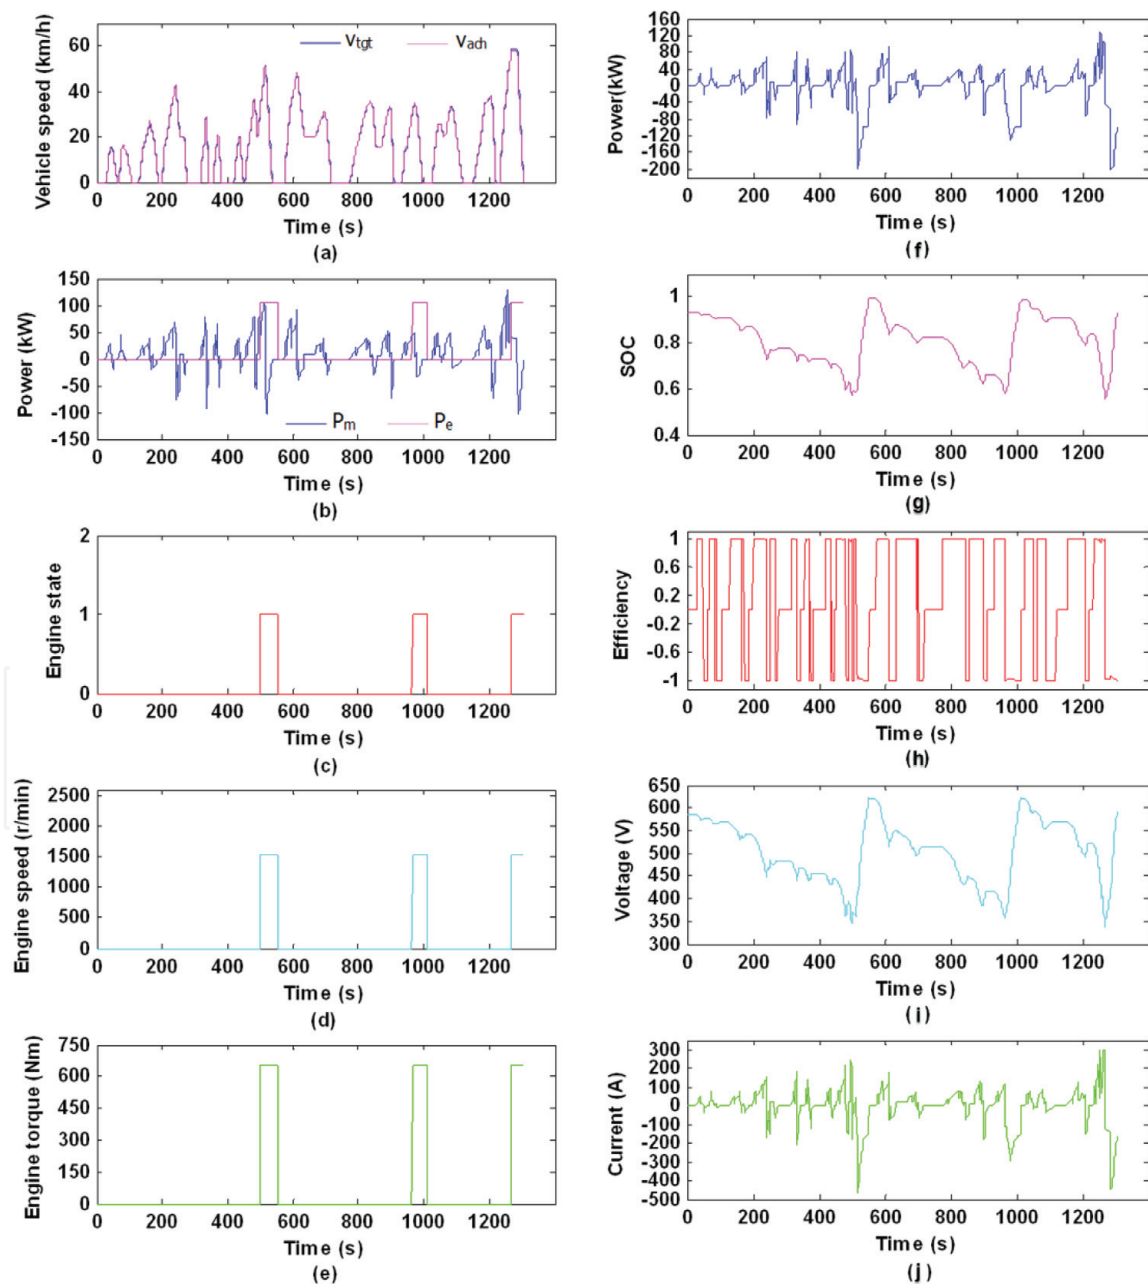 60
40
20
0
Vehicle speed (km/h)
Vtgt Vach
0 200 400 600 800 1000 1200
Time (s)
(a)
150
100
50
0
-50
-100
-150
Power (kW)
Pm Pe
0 200 400 600 800 1000 1200
Time (s)
(b)
2
1
0
Engine state
0 200 400 600 800 1000 1200
Time (s)
(c)
2500
2000
1500
1000
500
0
Engine speed (r/min)
0 200 400 600 800 1000 1200
Time (s)
(d)
750
600
450
300
150
0
Engine torque (Nm)
0 200 400 600 800 1000 1200
Time (s)
(e)
160
120
80
40
0
-40
-80
-120
-160
-200
Power(kW)
0 200 400 600 800 1000 1200
Time (s)
(f)
1
0.8
0.6
0.4
SOC
0 200 400 600 800 1000 1200
Time (s)
(g)
1
0.6
0.2
-0.2
-0.6
-1
Efficiency
0 200 400 600 800 1000 1200
Time (s)
(h)
650
600
550
500
450
400
350
300
Voltage (V)
0 200 400 600 800 1000 1200
Time (s)
(i)
300
200
100
0
-100
-200
-300
-400
-500
Current (A)
0 200 400 600 800 1000 1200
Time (s)
(j)